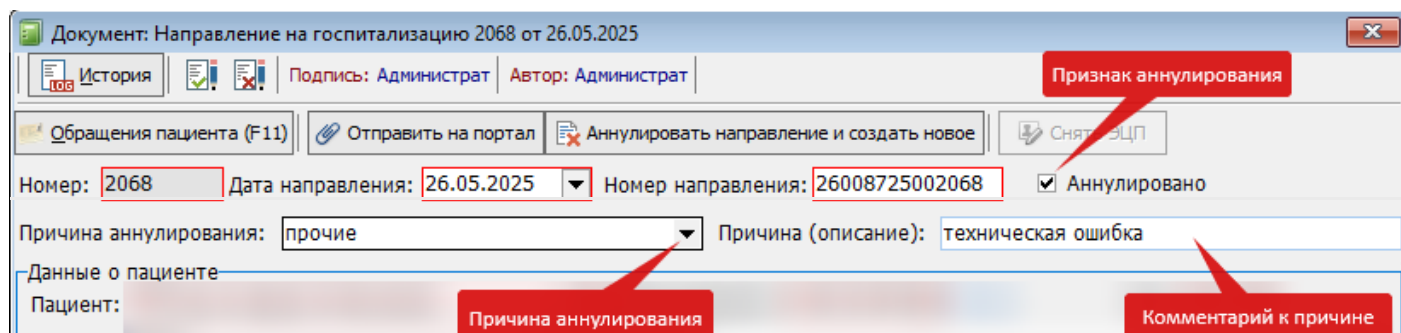 Документ: Направление на госпитализацию 2068 от 26.05.2025
LOG История Подпись: Администрат Автор: Администрат Признак аннулирования
Обращения пациента (F11) Отправить на портал Аннулировать направление и создать новое Снять ЭЦП
Номер: 2068 Дата направления: 26.05.2025 Номер направления: 26008725002068 Аннулировано
Причина аннулирования: прочие Причина (описание): техническая ошибка
Данные о пациенте
Пациент:
Причина аннулирования Комментарий к причине